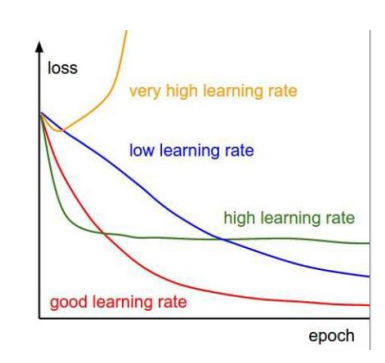 loss
very high learning rate
low learning rate
high learning rate
good learning rate
epoch